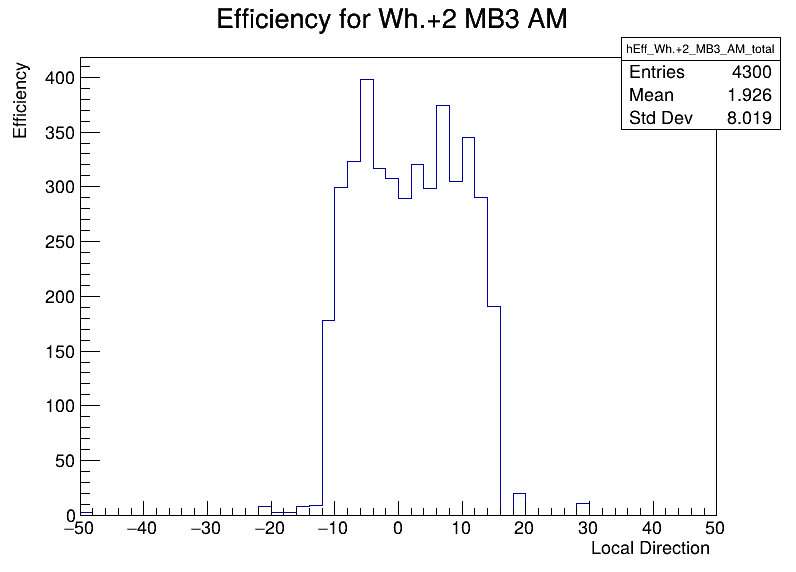 Efficiency for Wh.+2 MB3 AM
hEff_Wh.+2_MB3_AM_total
Entries 4300
Mean 1.926
Std Dev 8.019
Efficiency
400
350
300
250
200
150
100
50
0
−50 −40 −30 −20 −10 0 10 20 30 40 50
Local Direction